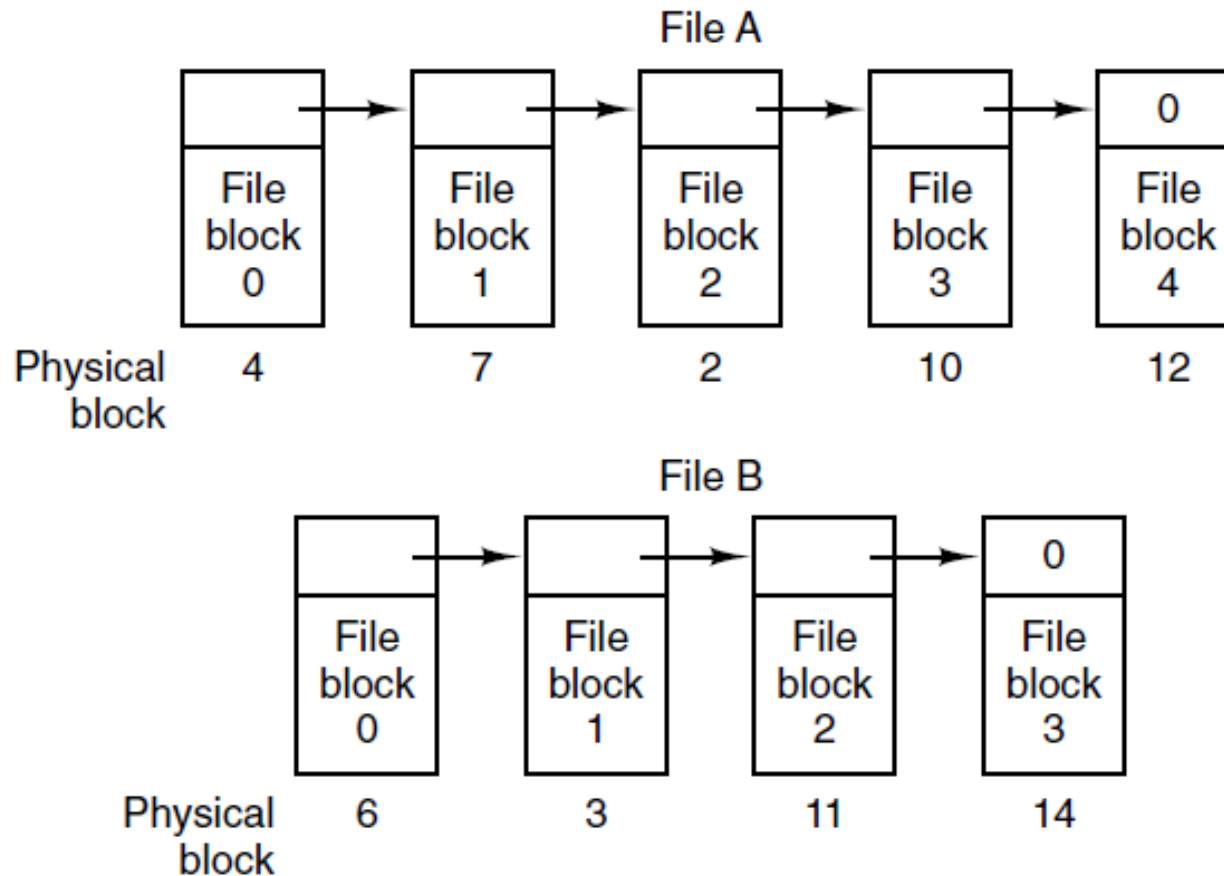 File A
0
File File File File File
block block block block block
0 1 2 3 4
Physical 4 7 2 10 12
block
File B
0
File File File File
block block block block
0 1 2 3
Physical 6 3 11 14
block